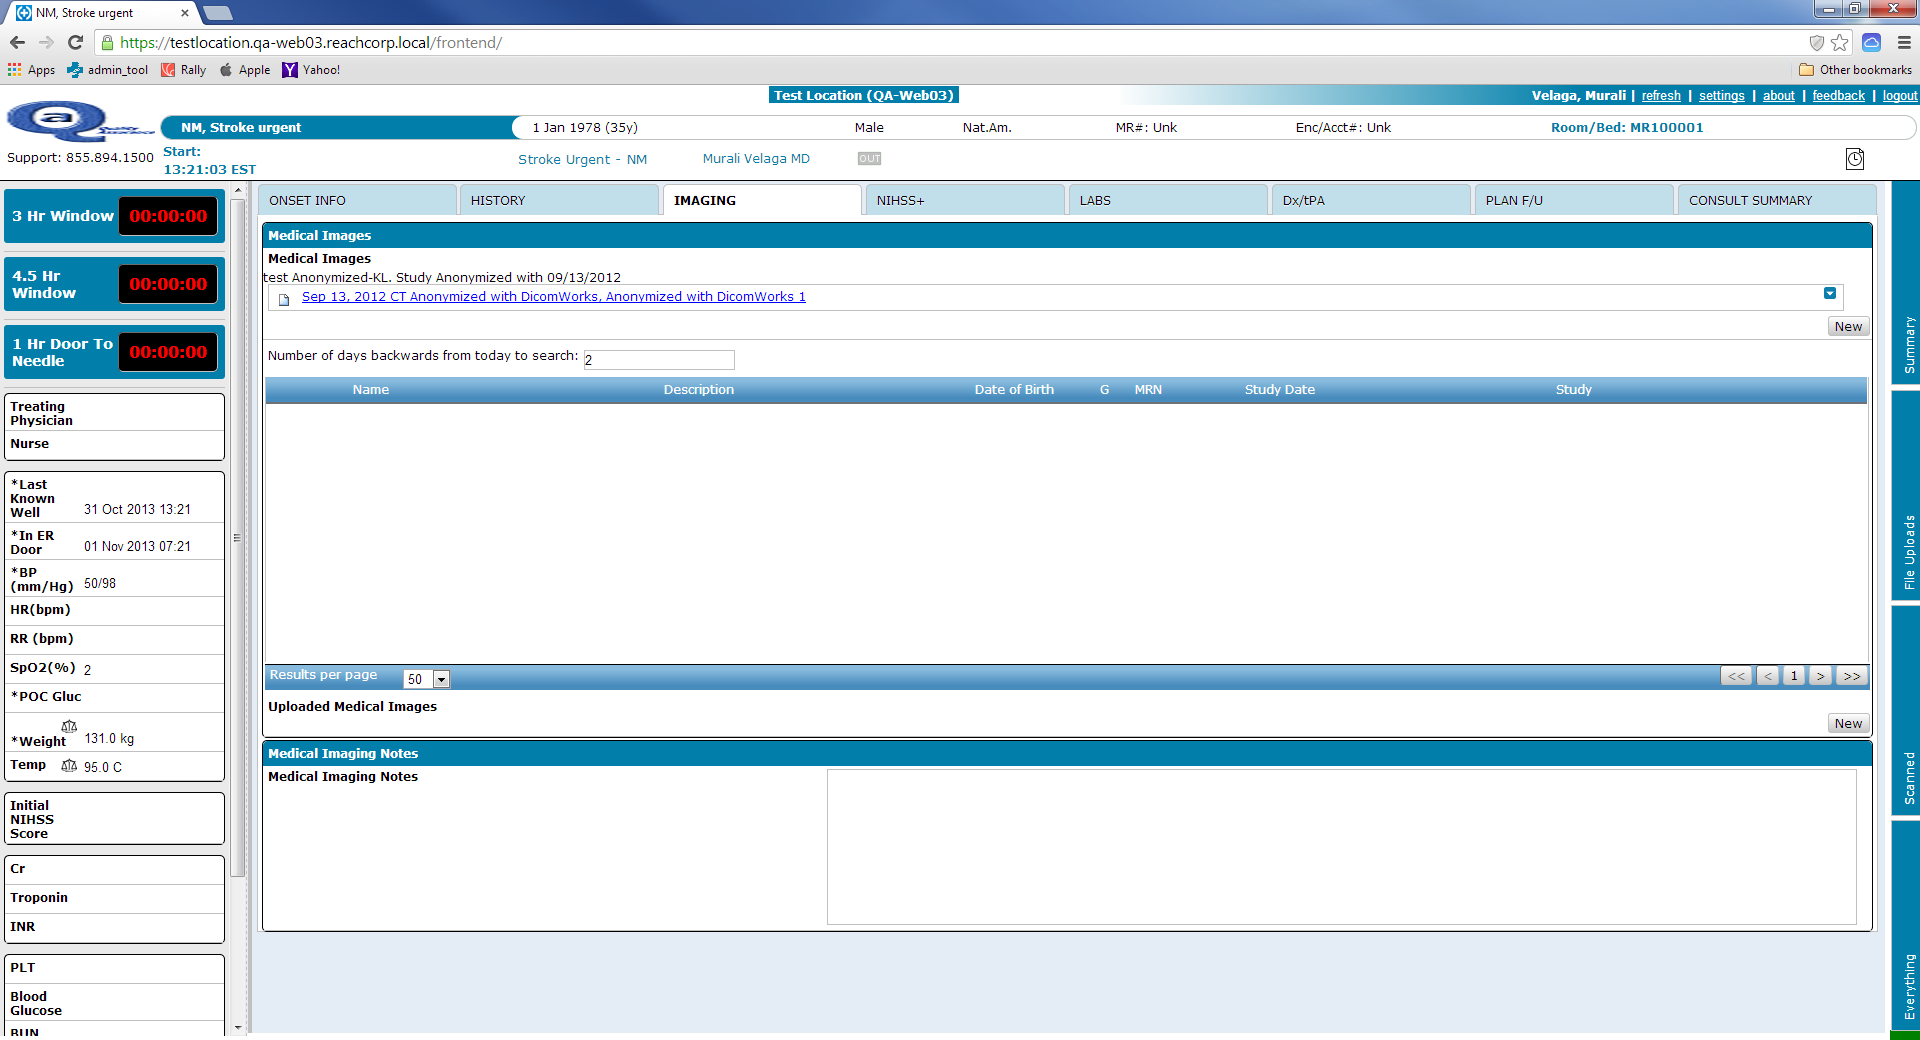 NM, Stroke urgent
https://testlocation.qa-web03.reachcorp.local/frontend/
Apps admin_tool Rally Apple Yahoo! Other bookmarks
Test Location (QA-Web03) Velaga, Murali | refresh | settings | about | feedback | logout
NM, Stroke urgent 1 Jan 1978 (35y) Male Nat.Am. MR#: Unk Enc/Acct#: Unk Room/Bed: MR100001
Support: 855.894.1500 Start:
13:21:03 EST
Stroke Urgent - NM Murali Velaga MD OUT
3 Hr Window 00:00:00
4.5 Hr
Window 00:00:00
1 Hr Door To
Needle 00:00:00
Treating
Physician
Nurse
*Last
Known
Well 31 Oct 2013 13:21
*In ER
Door 01 Nov 2013 07:21
*BP
(mm/Hg) 50/98
HR(bpm)
RR (bpm)
SpO2(%) 2
*POC Gluc
*Weight 131.0 kg
Temp 95.0 C
Initial
NIHSS
Score
Cr
Troponin
INR
PLT
Blood
Glucose
BUN
ONSET INFO HISTORY IMAGING NIHSS+ LABS Dx/tPA PLAN F/U CONSULT SUMMARY
Medical Images
Medical Images
test Anonymized-KL. Study Anonymized with 09/13/2012
Sep 13, 2012 CT Anonymized with DicomWorks, Anonymized with DicomWorks 1
New
Number of days backwards from today to search: 2
Name Description Date of Birth G MRN Study Date Study
Results per page 50 << < 1 > >>
Uploaded Medical Images
New
Medical Imaging Notes
Medical Imaging Notes
Summary
File Uploads
Scanned
Everything